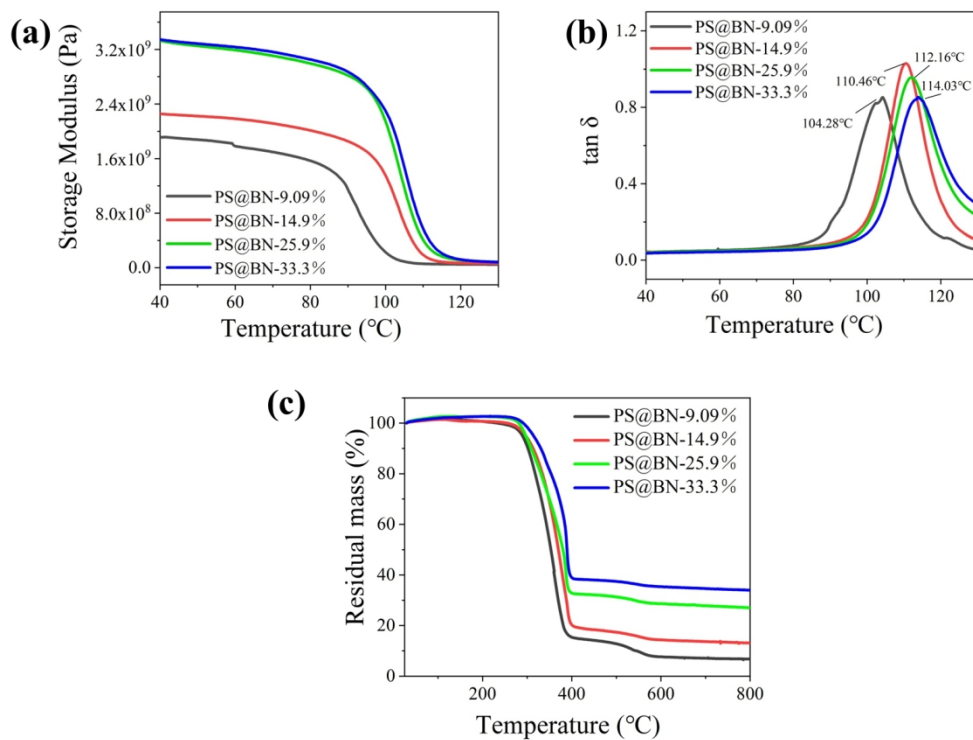 (a)
Storage Modulus (Pa)
3.2x10⁹
2.4x10⁹
1.6x10⁹
8.0x10⁸
0.0
PS@BN-9.09%
PS@BN-14.9%
PS@BN-25.9%
PS@BN-33.3%
40 60 80 100 120
Temperature (℃)
(b)
tan δ
1.2
0.8
0.4
0.0
PS@BN-9.09%
PS@BN-14.9%
PS@BN-25.9%
PS@BN-33.3%
110.46℃
112.16℃
114.03℃
104.28℃
40 60 80 100 120
Temperature (℃)
(c)
Residual mass (%)
100
80
60
40
20
0
PS@BN-9.09%
PS@BN-14.9%
PS@BN-25.9%
PS@BN-33.3%
200 400 600 800
Temperature (℃)